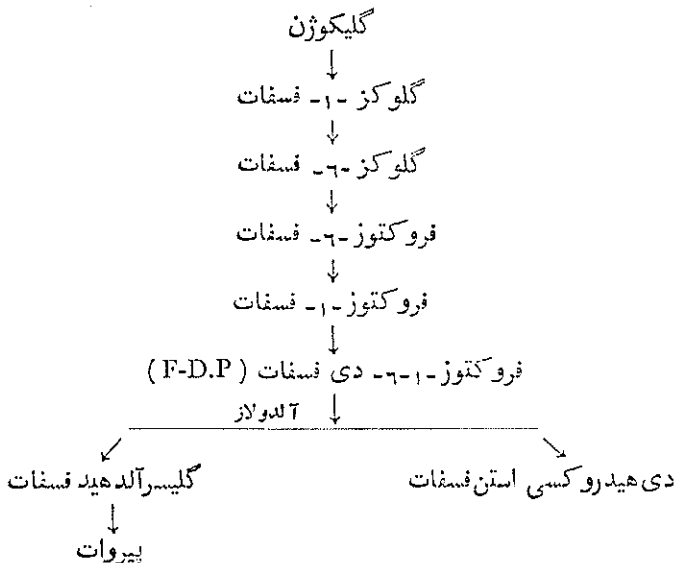 گلیکوژن
↓
گلوکز -۱- فسفات
↓
گلوکز -۶- فسفات
↓
فروکتوز -۶- فسفات
↓
فروکتوز -۱- فسفات
↓
فروکتوز -۱-۶- دی فسفات (F-D.P)
آلدولاز ↓
↙ ↘
دی هیدروکسی استن فسفات گلیسرآلدهید فسفات
↓
پیروات